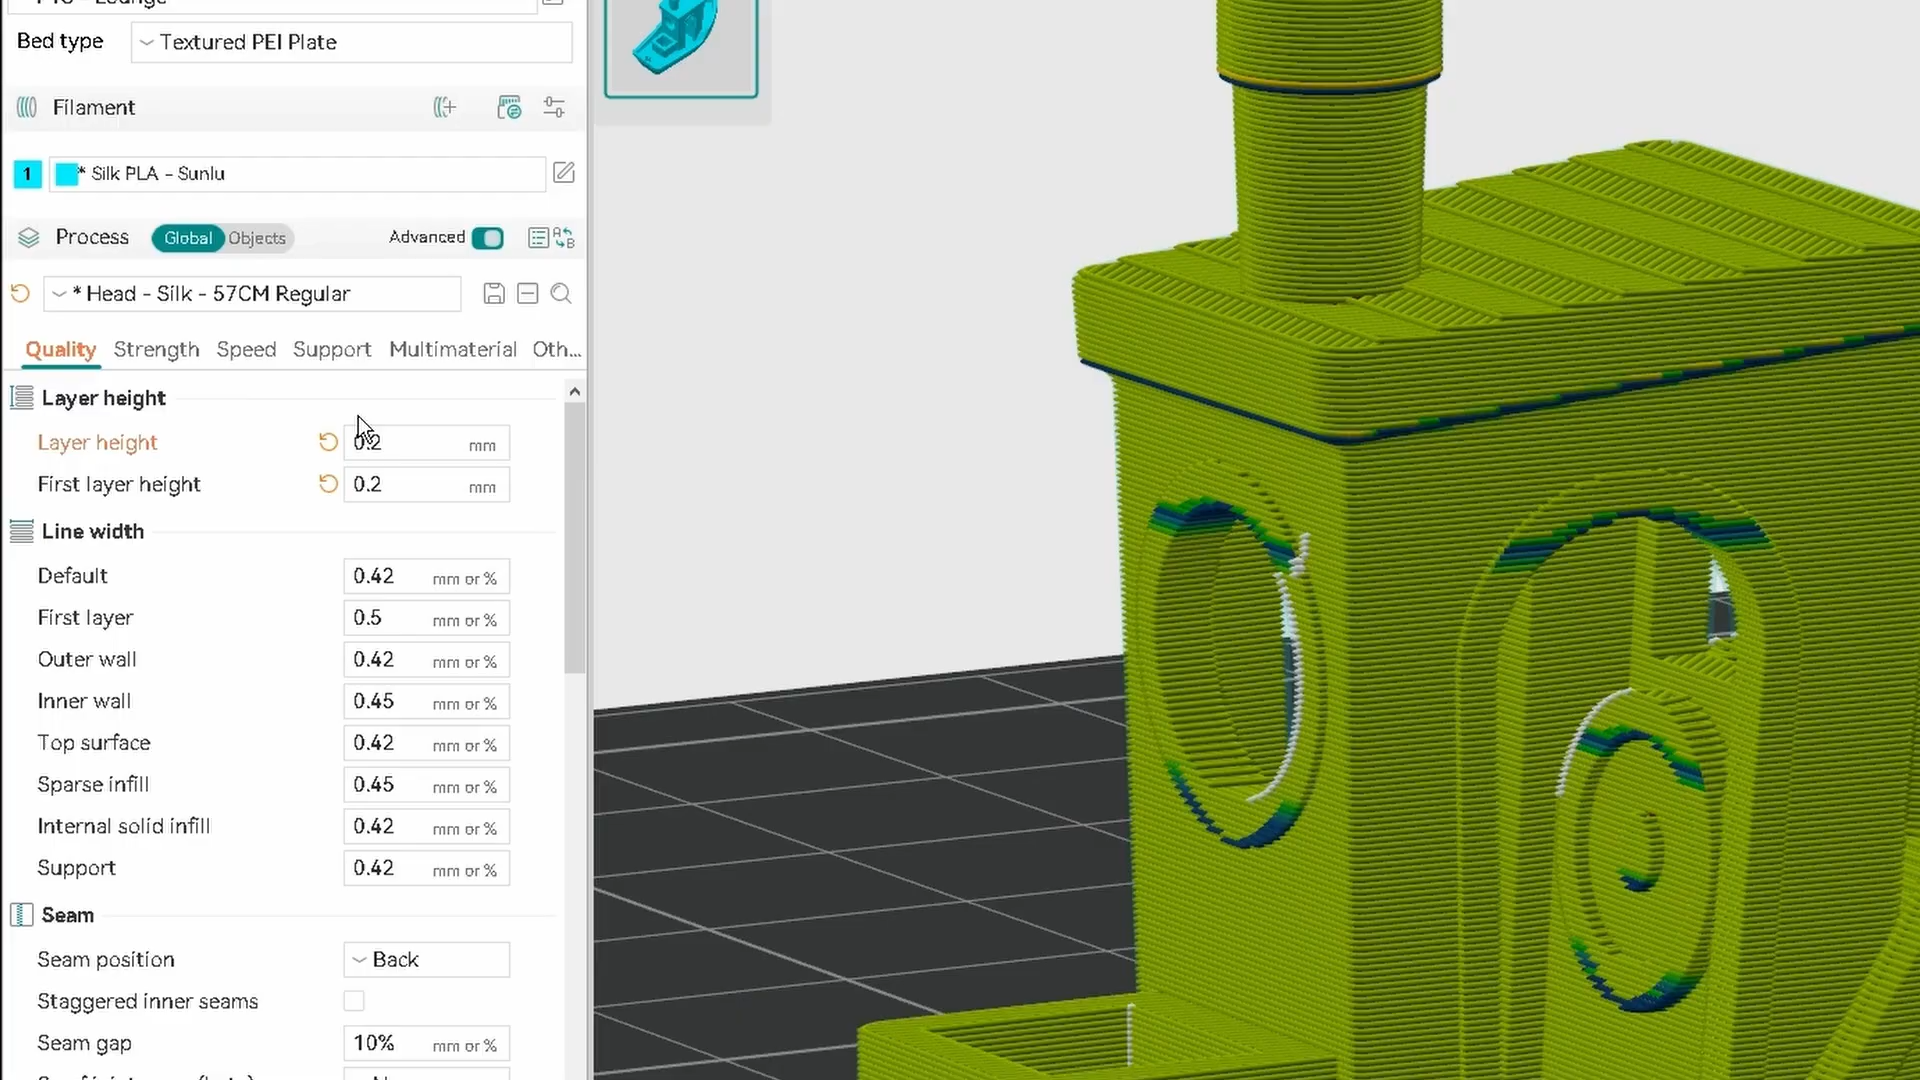 Bed type
Textured PEI Plate
Filament
1
* Silk PLA - Sunlu
Process
Global
Objects
Advanced
* Head - Silk - 57CM Regular
Quality
Strength
Speed
Support
Multimaterial
Oth...
Layer height
Layer height
0.2
mm
First layer height
0.2
mm
Line width
Default
0.42
mm or %
First layer
0.5
mm or %
Outer wall
0.42
mm or %
Inner wall
0.45
mm or %
Top surface
0.42
mm or %
Sparse infill
0.45
mm or %
Internal solid infill
0.42
mm or %
Support
0.42
mm or %
Seam
Seam position
Back
Staggered inner seams
Seam gap
10%
mm or %